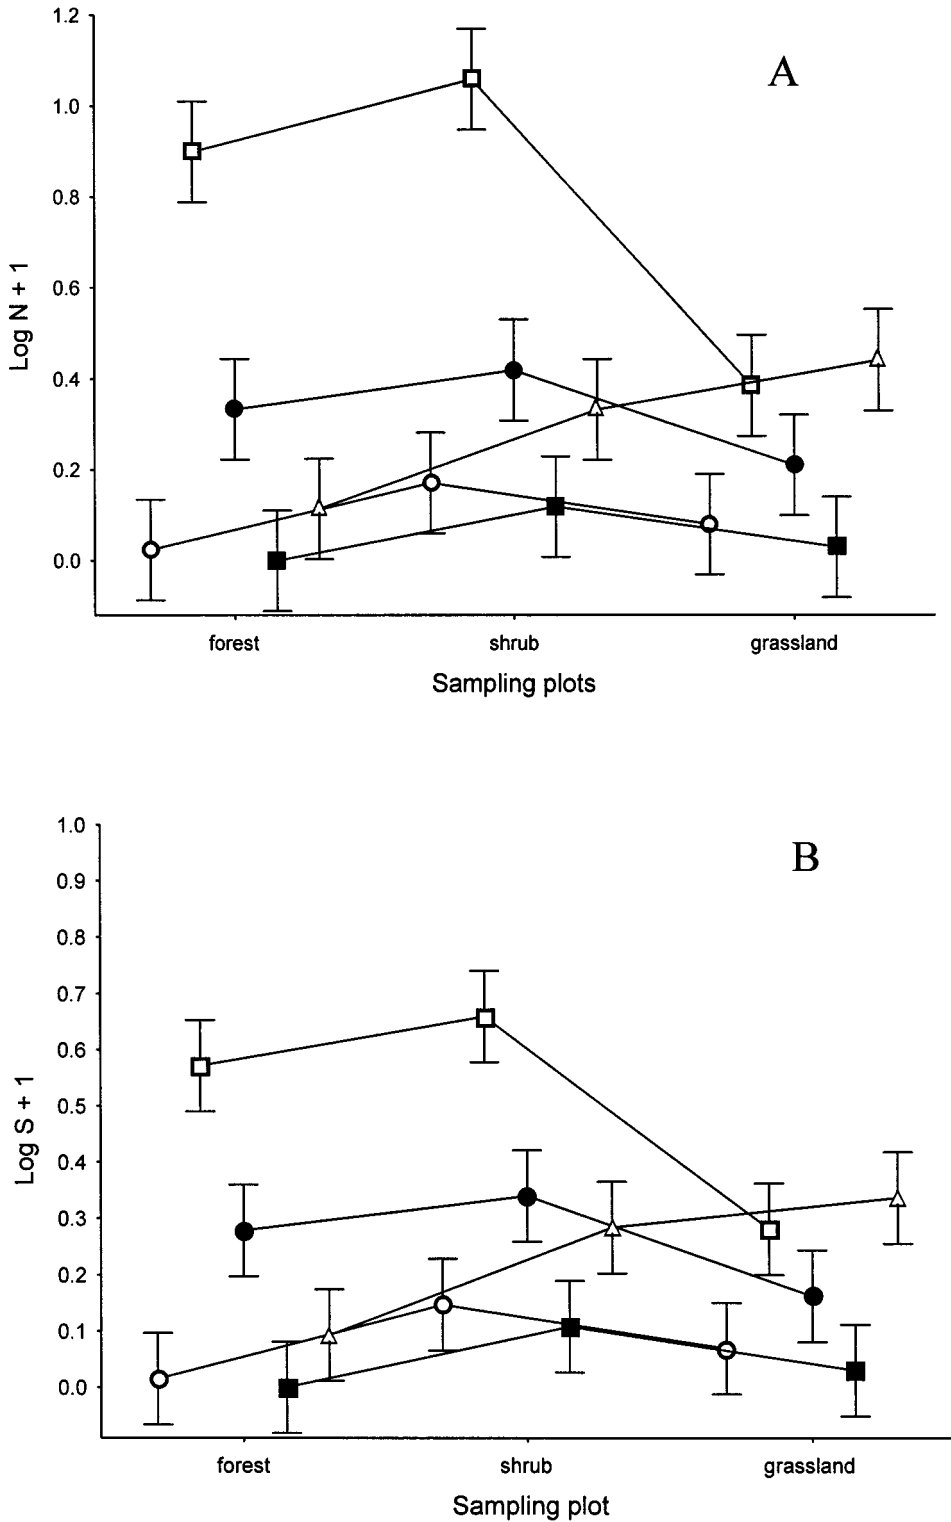 A
1.2
1.0
0.8
0.6
0.4
0.2
0.0
Log N + 1
forest shrub grassland
Sampling plots
B
1.0
0.9
0.8
0.7
0.6
0.5
0.4
0.3
0.2
0.1
0.0
Log S + 1
forest shrub grassland
Sampling plot